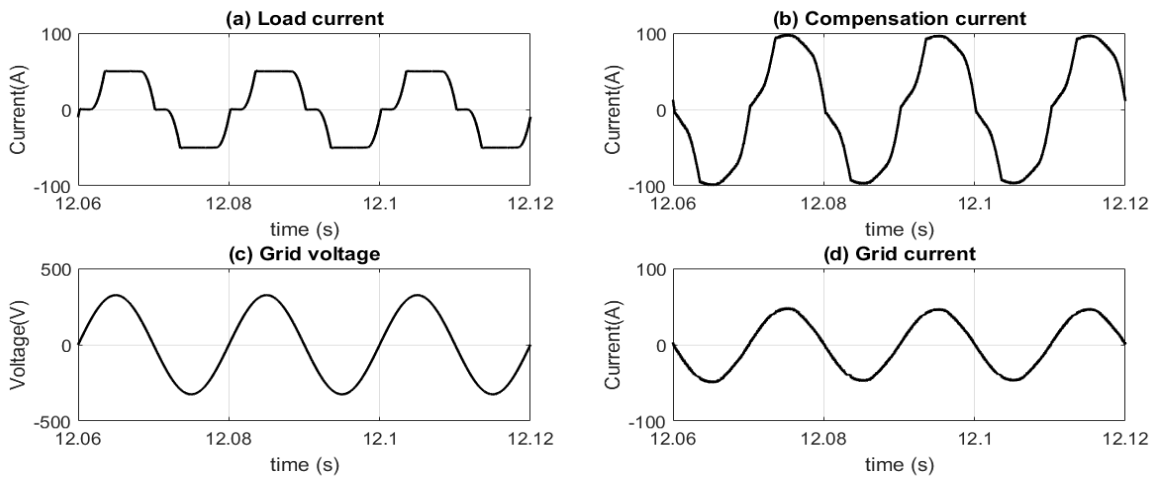 (a) Load current
Current(A)
100
0
-100
12.06 12.08 12.1 12.12
time (s)
(b) Compensation current
Current(A)
100
0
-100
12.06 12.08 12.1 12.12
time (s)
(c) Grid voltage
Voltage(V)
500
0
-500
12.06 12.08 12.1 12.12
time (s)
(d) Grid current
Current(A)
100
0
-100
12.06 12.08 12.1 12.12
time (s)